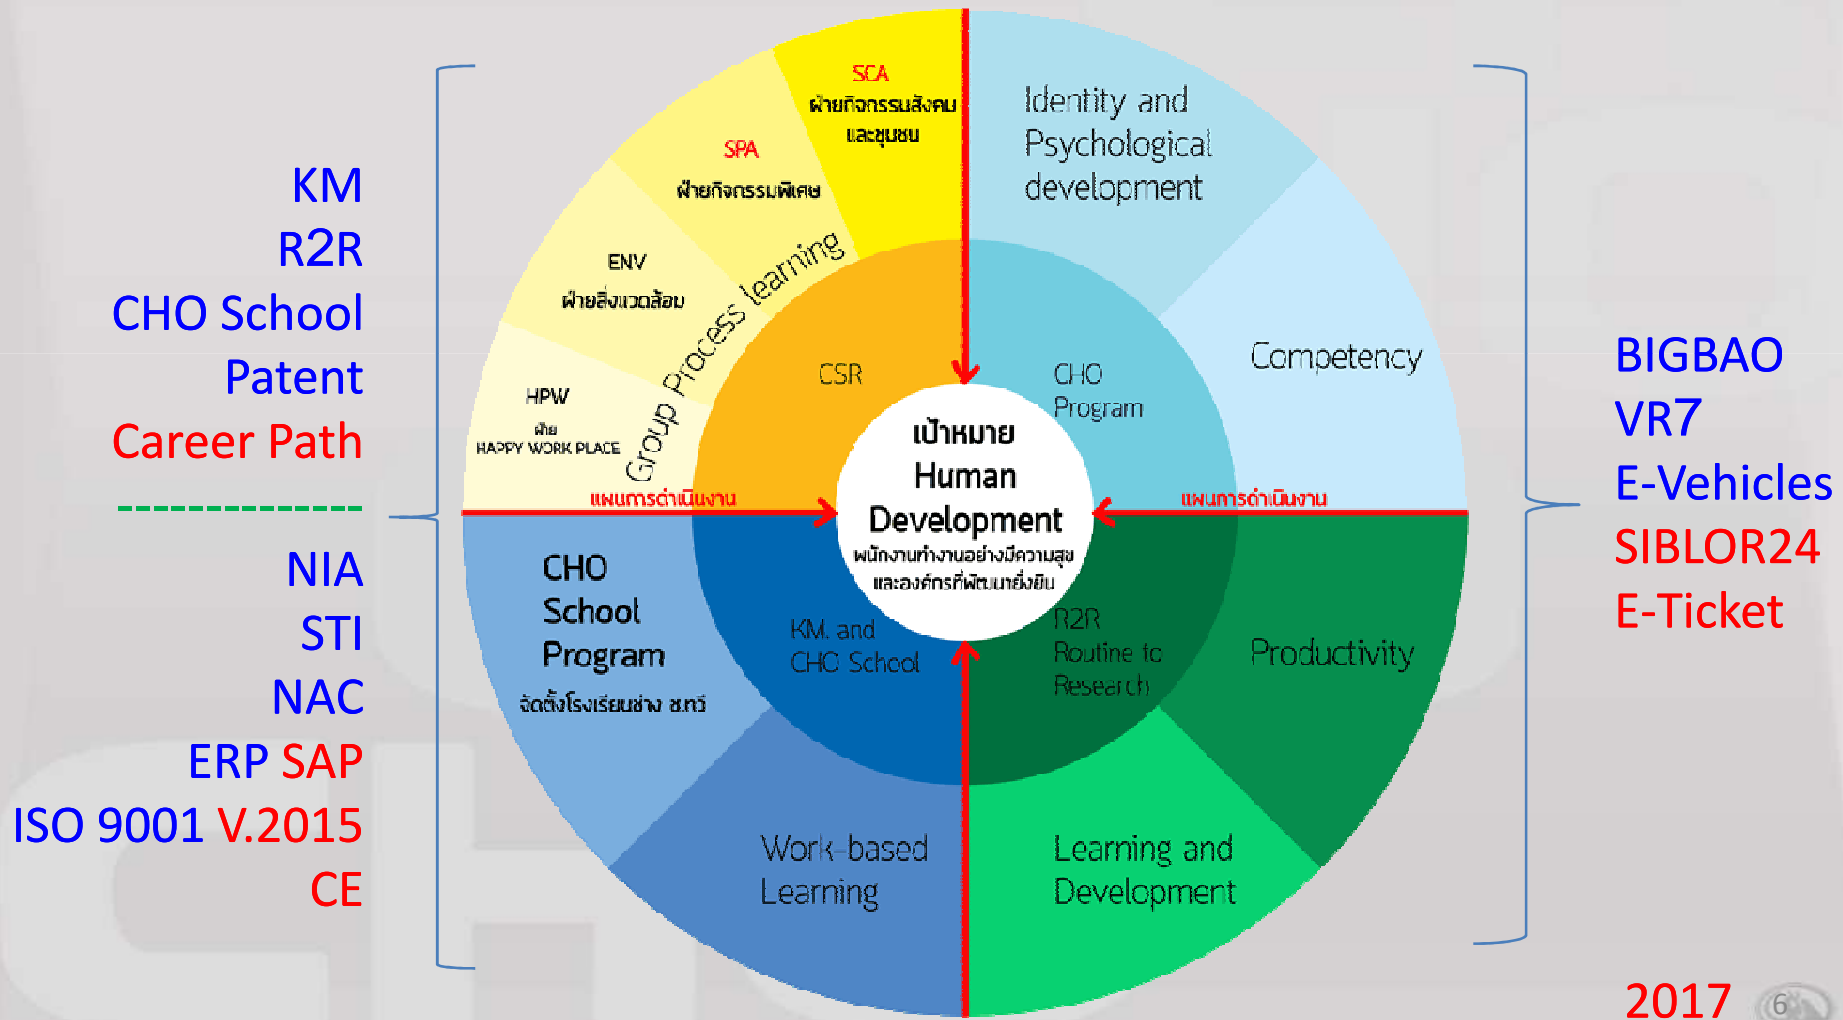 KM
R2R
CHO School
Patent
Career Path
--------------
NIA
STI
NAC
ERP SAP
ISO 9001 V.2015
CE
SCA
ฝ่ายกิจกรรมสังคม
และชุมชน
SPA
ฝ่ายกิจกรรมพิเศษ
ENV
ฝ่ายสิ่งแวดล้อม
HPW
ฝ่าย
HAPPY WORK PLACE
Group Process learning
CSR
แผนการดำเนินงาน
Identity and
Psychological
development
Competency
CHO
Program
แผนการดำเนินงาน
เป้าหมาย
Human
Development
พนักงานทำงานอย่างมีความสุข
และองค์กรที่พัฒนายั่งยืน
CHO
School
Program
จัดตั้งโรงเรียนช่าง ช.ทวี
KM. and
CHO School
Work-based
Learning
R2R
Routine to
Research
Productivity
Learning and
Development
BIGBAO
VR7
E-Vehicles
SIBLOR24
E-Ticket
2017
6